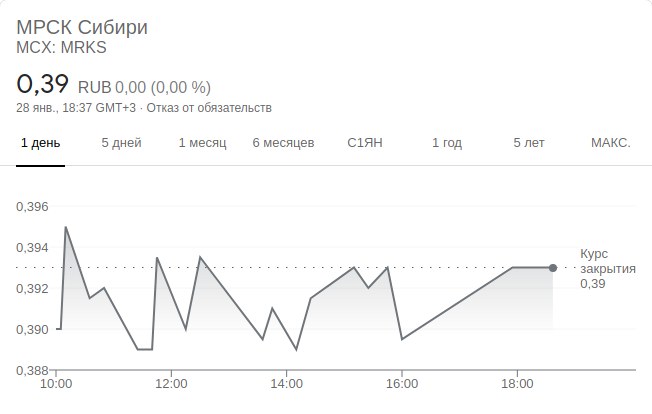 МРСК Сибири
MCX: MRKS
0,39 RUB 0,00 (0,00 %)
28 янв., 18:37 GMT+3 · Отказ от обязательств
1 день 5 дней 1 месяц 6 месяцев С1ЯН 1 год 5 лет МАКС.
0,396
0,394
0,392
0,390
0,388
Курс
закрытия
0,39
10:00 12:00 14:00 16:00 18:00